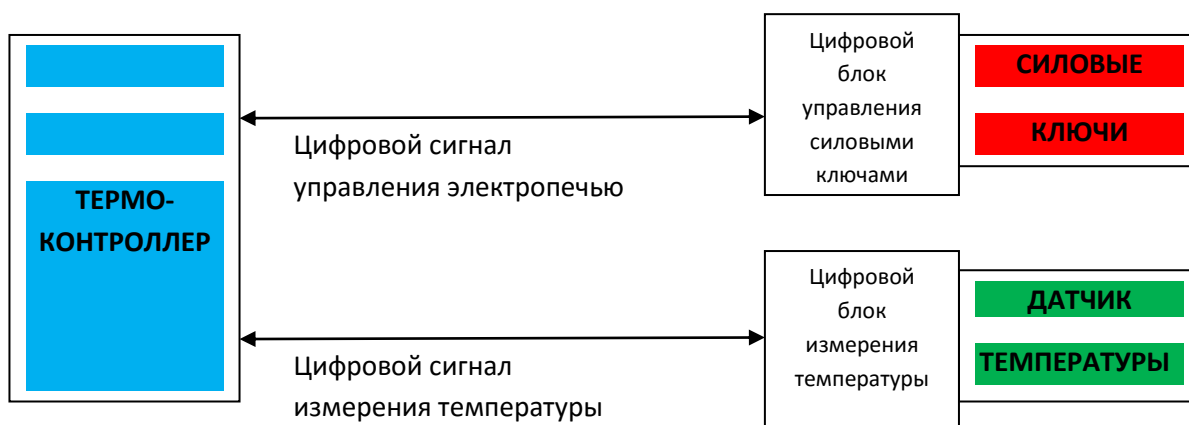 ТЕРМО-
КОНТРОЛЛЕР
Цифровой сигнал
управления электропечью
Цифровой
блок
управления
силовыми
ключами
СИЛОВЫЕ
КЛЮЧИ
Цифровой сигнал
измерения температуры
Цифровой
блок
измерения
температуры
ДАТЧИК
ТЕМПЕРАТУРЫ